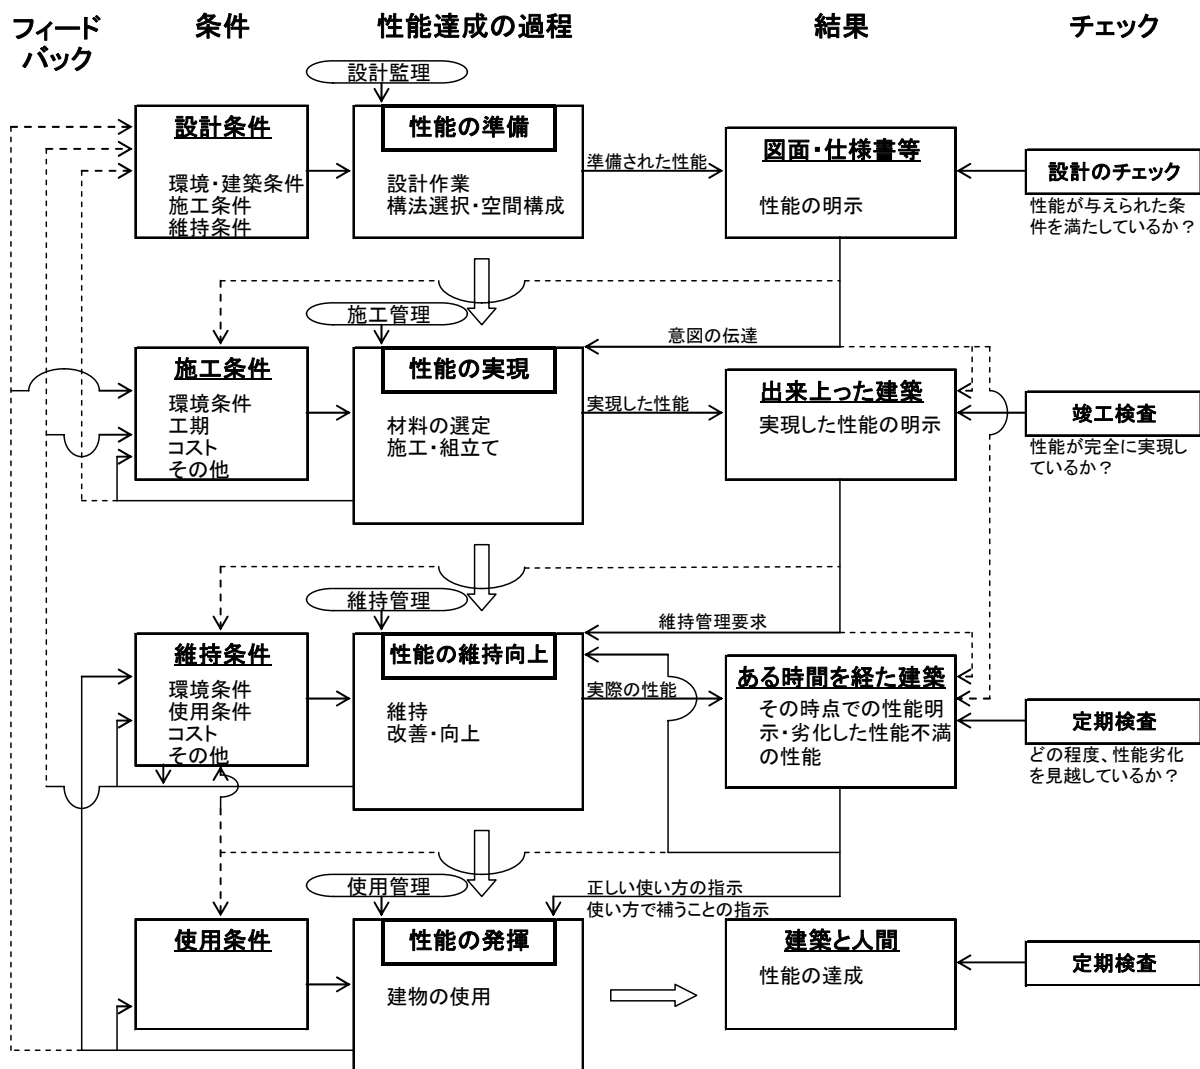 フィード
バック
条件
性能達成の過程
結果
チェック
設計監理
設計条件
環境・建築条件
施工条件
維持条件
性能の準備
設計作業
構法選択・空間構成
準備された性能
図面・仕様書等
性能の明示
設計のチェック
性能が与えられた条
件を満たしているか？
施工管理
意図の伝達
施工条件
環境条件
工期
コスト
その他
性能の実現
材料の選定
施工・組立て
実現した性能
出来上った建築
実現した性能の明示
竣工検査
性能が完全に実現し
ているか？
維持管理
維持管理要求
維持条件
環境条件
使用条件
コスト
その他
性能の維持向上
維持
改善・向上
実際の性能
ある時間を経た建築
その時点での性能明
示・劣化した性能不満
の性能
定期検査
どの程度、性能劣化
を見越しているか？
使用管理
正しい使い方の指示
使い方で補うことの指示
使用条件
性能の発揮
建物の使用
建築と人間
性能の達成
定期検査